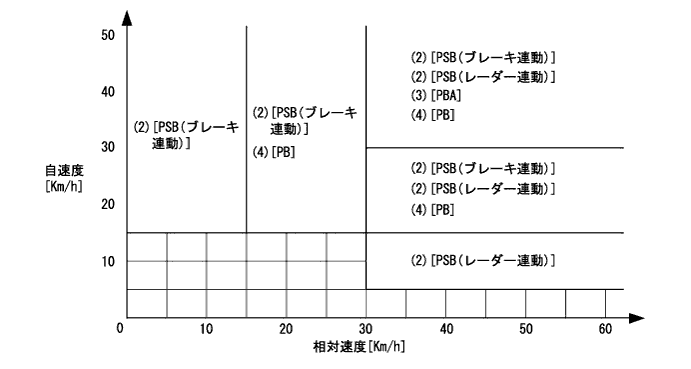 50
40
30
20
10
自速度
[Km/h]
(2)[PSB(ブレーキ
連動)]
(2)[PSB(ブレーキ
連動)]
(4)[PB]
(2)[PSB(ブレーキ連動)]
(2)[PSB(レーダー連動)]
(3)[PBA]
(4)[PB]
(2)[PSB(ブレーキ連動)]
(2)[PSB(レーダー連動)]
(4)[PB]
(2)[PSB(レーダー連動)]
0 10 20 30 40 50 60
相対速度[Km/h]